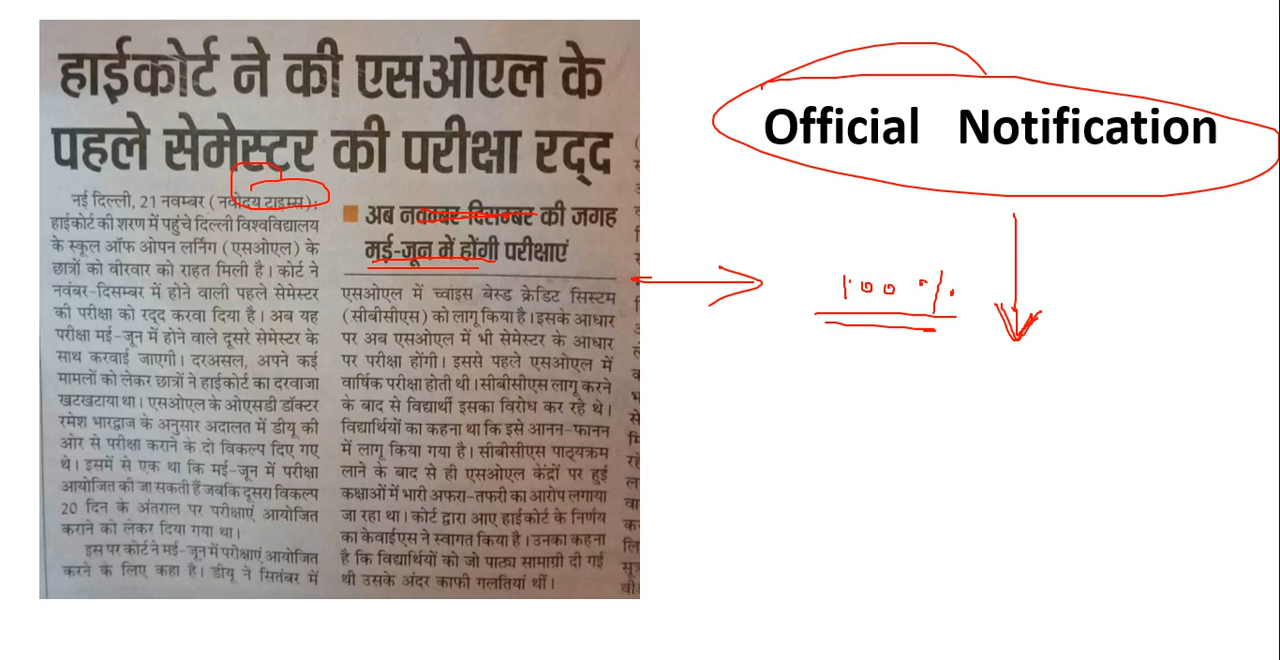 हाईकोर्ट ने की एसओएल के
पहले सेमेस्टर की परीक्षा रद्द
नई दिल्ली, 21 नवम्बर (नवोदय टाइम्स):
हाईकोर्ट की शरण में पहुंचे दिल्ली विश्वविद्यालय
के स्कूल ऑफ ओपन लर्निंग (एसओएल) के
छात्रों को वीरवार को राहत मिली है। कोर्ट ने
नवंबर-दिसम्बर में होने वाली पहले सेमेस्टर
की परीक्षा को रद्द करवा दिया है। अब यह
परीक्षा मई-जून में होने वाले दूसरे सेमेस्टर के
साथ करवाई जाएगी। दरअसल, अपने कई
मामलों को लेकर छात्रों ने हाईकोर्ट का दरवाजा
खटखटाया था। एसओएल के ओएसडी डॉक्टर
रमेश भारद्वाज के अनुसार अदालत में डीयू की
ओर से परीक्षा कराने के दो विकल्प दिए गए
थे। इसमें से एक था कि मई-जून में परीक्षा
आयोजित की जा सकती हैं जबकि दूसरा विकल्प
20 दिन के अंतराल पर परीक्षाएं आयोजित
कराने को लेकर दिया गया था।
इस पर कोर्ट ने मई-जून में परीक्षाएं आयोजित
करने के लिए कहा है। डीयू ने सितंबर में
अब नवम्बर-दिसम्बर की जगह
मई-जून में होंगी परीक्षाएं
एसओएल में च्वाइस बेस्ड क्रेडिट सिस्टम
(सीबीसीएस) को लागू किया है। इसके आधार
पर अब एसओएल में भी सेमेस्टर के आधार
पर परीक्षा होंगी। इससे पहले एसओएल में
वार्षिक परीक्षा होती थी। सीबीसीएस लागू करने
के बाद से विद्यार्थी इसका विरोध कर रहे थे।
विद्यार्थियों का कहना था कि इसे आनन-फानन
में लागू किया गया है। सीबीसीएस पाठ्यक्रम
लाने के बाद से ही एसओएल केंद्रों पर हुई
कक्षाओं में भारी अफरा-तफरी का आरोप लगाया
जा रहा था। कोर्ट द्वारा आए हाईकोर्ट के निर्णय
का केवाईएस ने स्वागत किया है। उनका कहना
है कि विद्यार्थियों को जो पाठ्य सामाग्री दी गई
थी उसके अंदर काफी गलतियां थीं।
Official Notification
100 %.